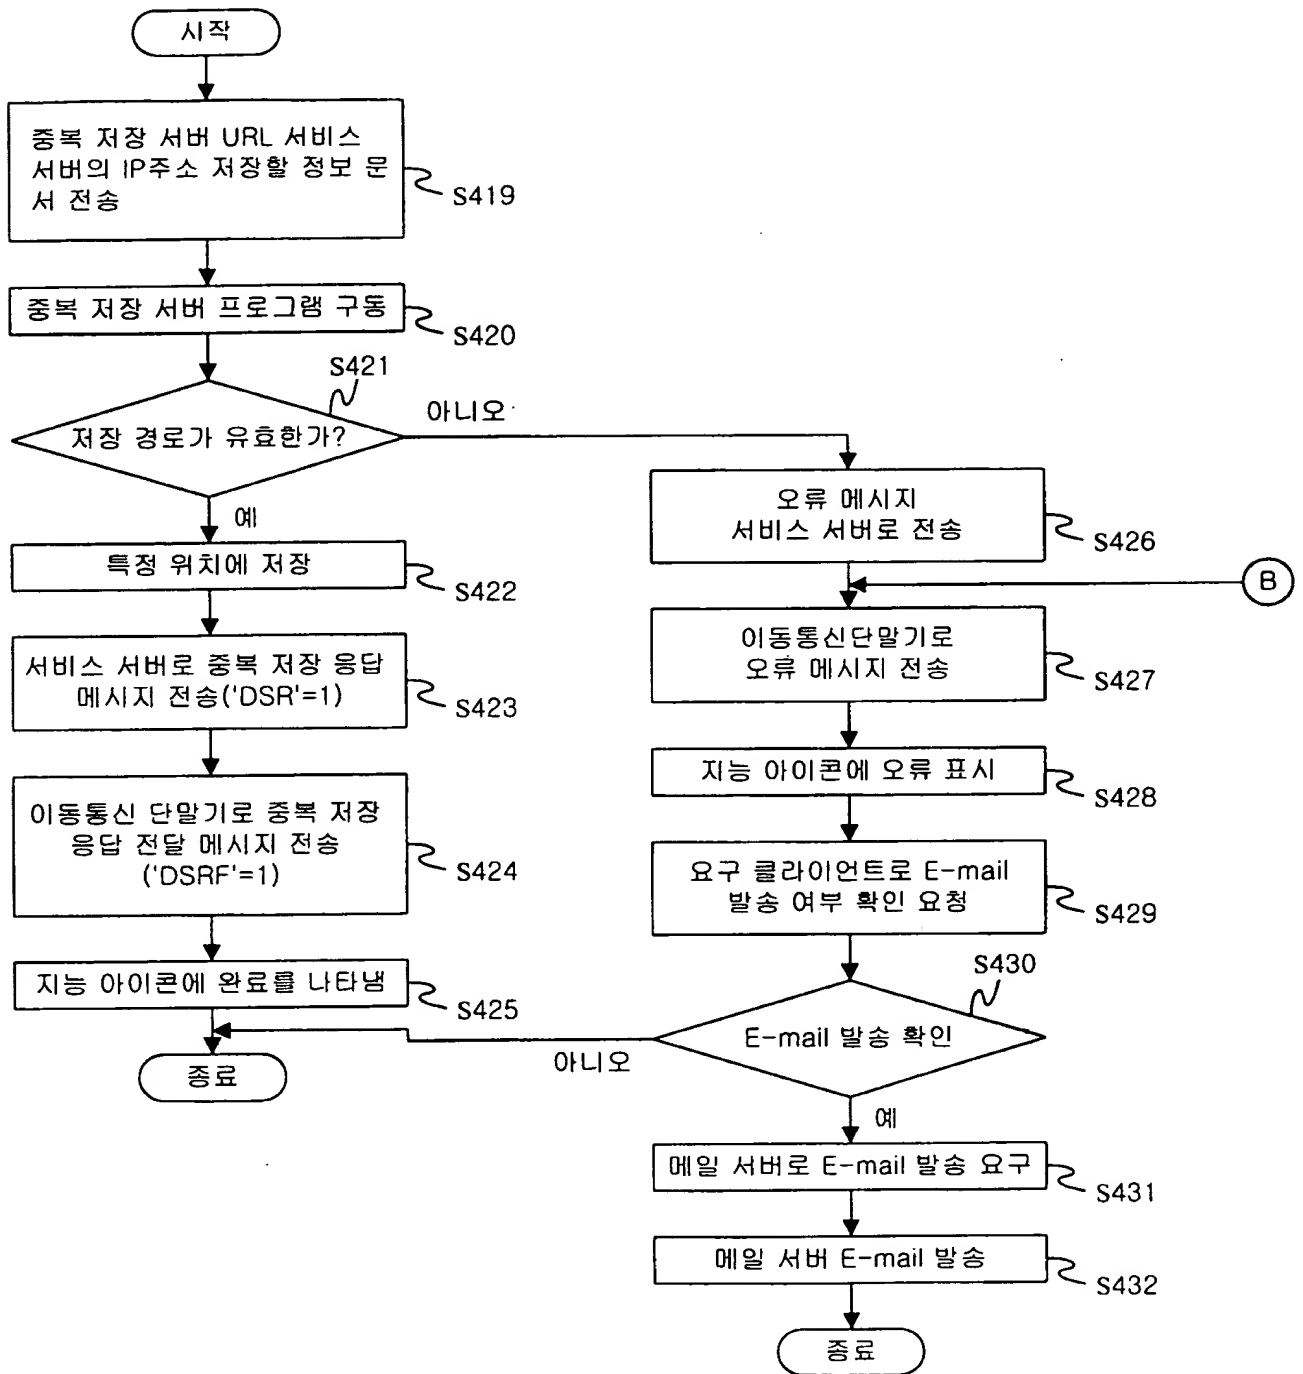 시작
중복 저장 서버 URL 서비스
서버의 IP주소 저장할 정보 문
서 전송
S419
중복 저장 서버 프로그램 구동
S420
S421
저장 경로가 유효한가?
아니오
예
특정 위치에 저장
S422
서비스 서버로 중복 저장 응답
메시지 전송('DSR'=1)
S423
이동통신 단말기로 중복 저장
응답 전달 메시지 전송
('DSRF'=1)
S424
지능 아이콘에 완료를 나타냄
S425
종료
오류 메시지
서비스 서버로 전송
S426
B
이동통신단말기로
오류 메시지 전송
S427
지능 아이콘에 오류 표시
S428
요구 클라이언트로 E-mail
발송 여부 확인 요청
S429
S430
E-mail 발송 확인
아니오
예
메일 서버로 E-mail 발송 요구
S431
메일 서버 E-mail 발송
S432
종료